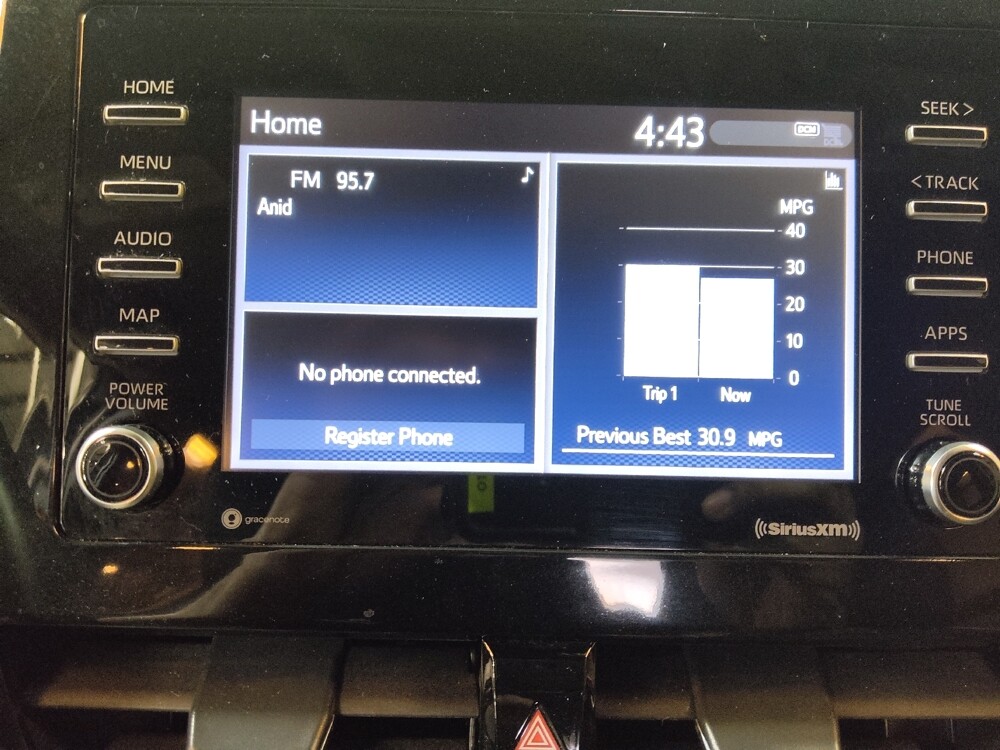 HOME
MENU
AUDIO
MAP
POWER
VOLUME
Home
4:43
DCM
FM 95.7
Anid
No phone connected.
Register Phone
MPG
40
30
20
10
0
Trip 1 Now
Previous Best 30.9 MPG
SEEK >
< TRACK
PHONE
APPS
TUNE
SCROLL
gracenote
((SiriusXM))